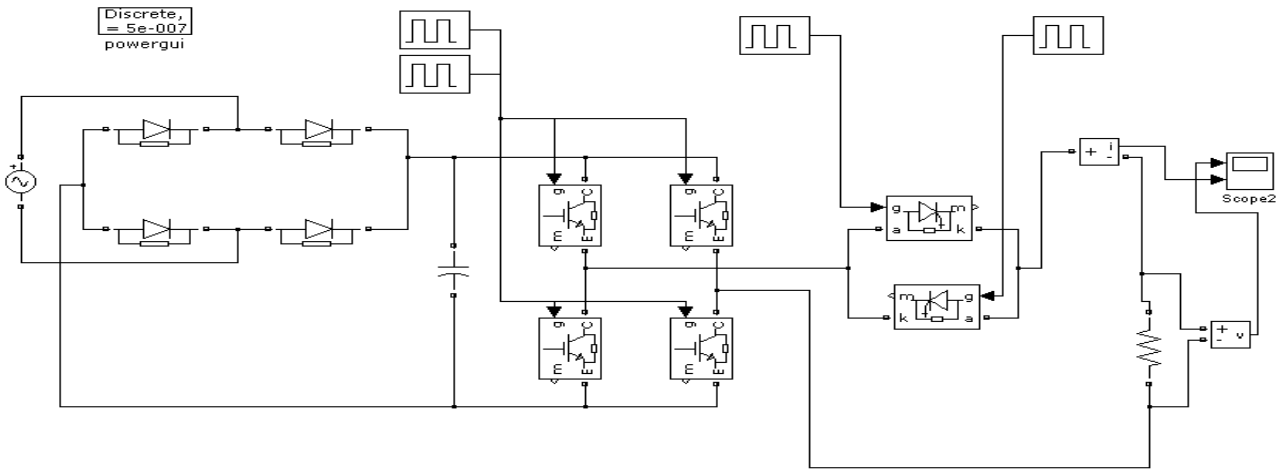 Discrete,
= 5e-007
powergui
g C
m E
g C
m E
g C
m E
g C
m E
g m
a k
m g
k a
+ i
-
+ v
-
Scope2
+